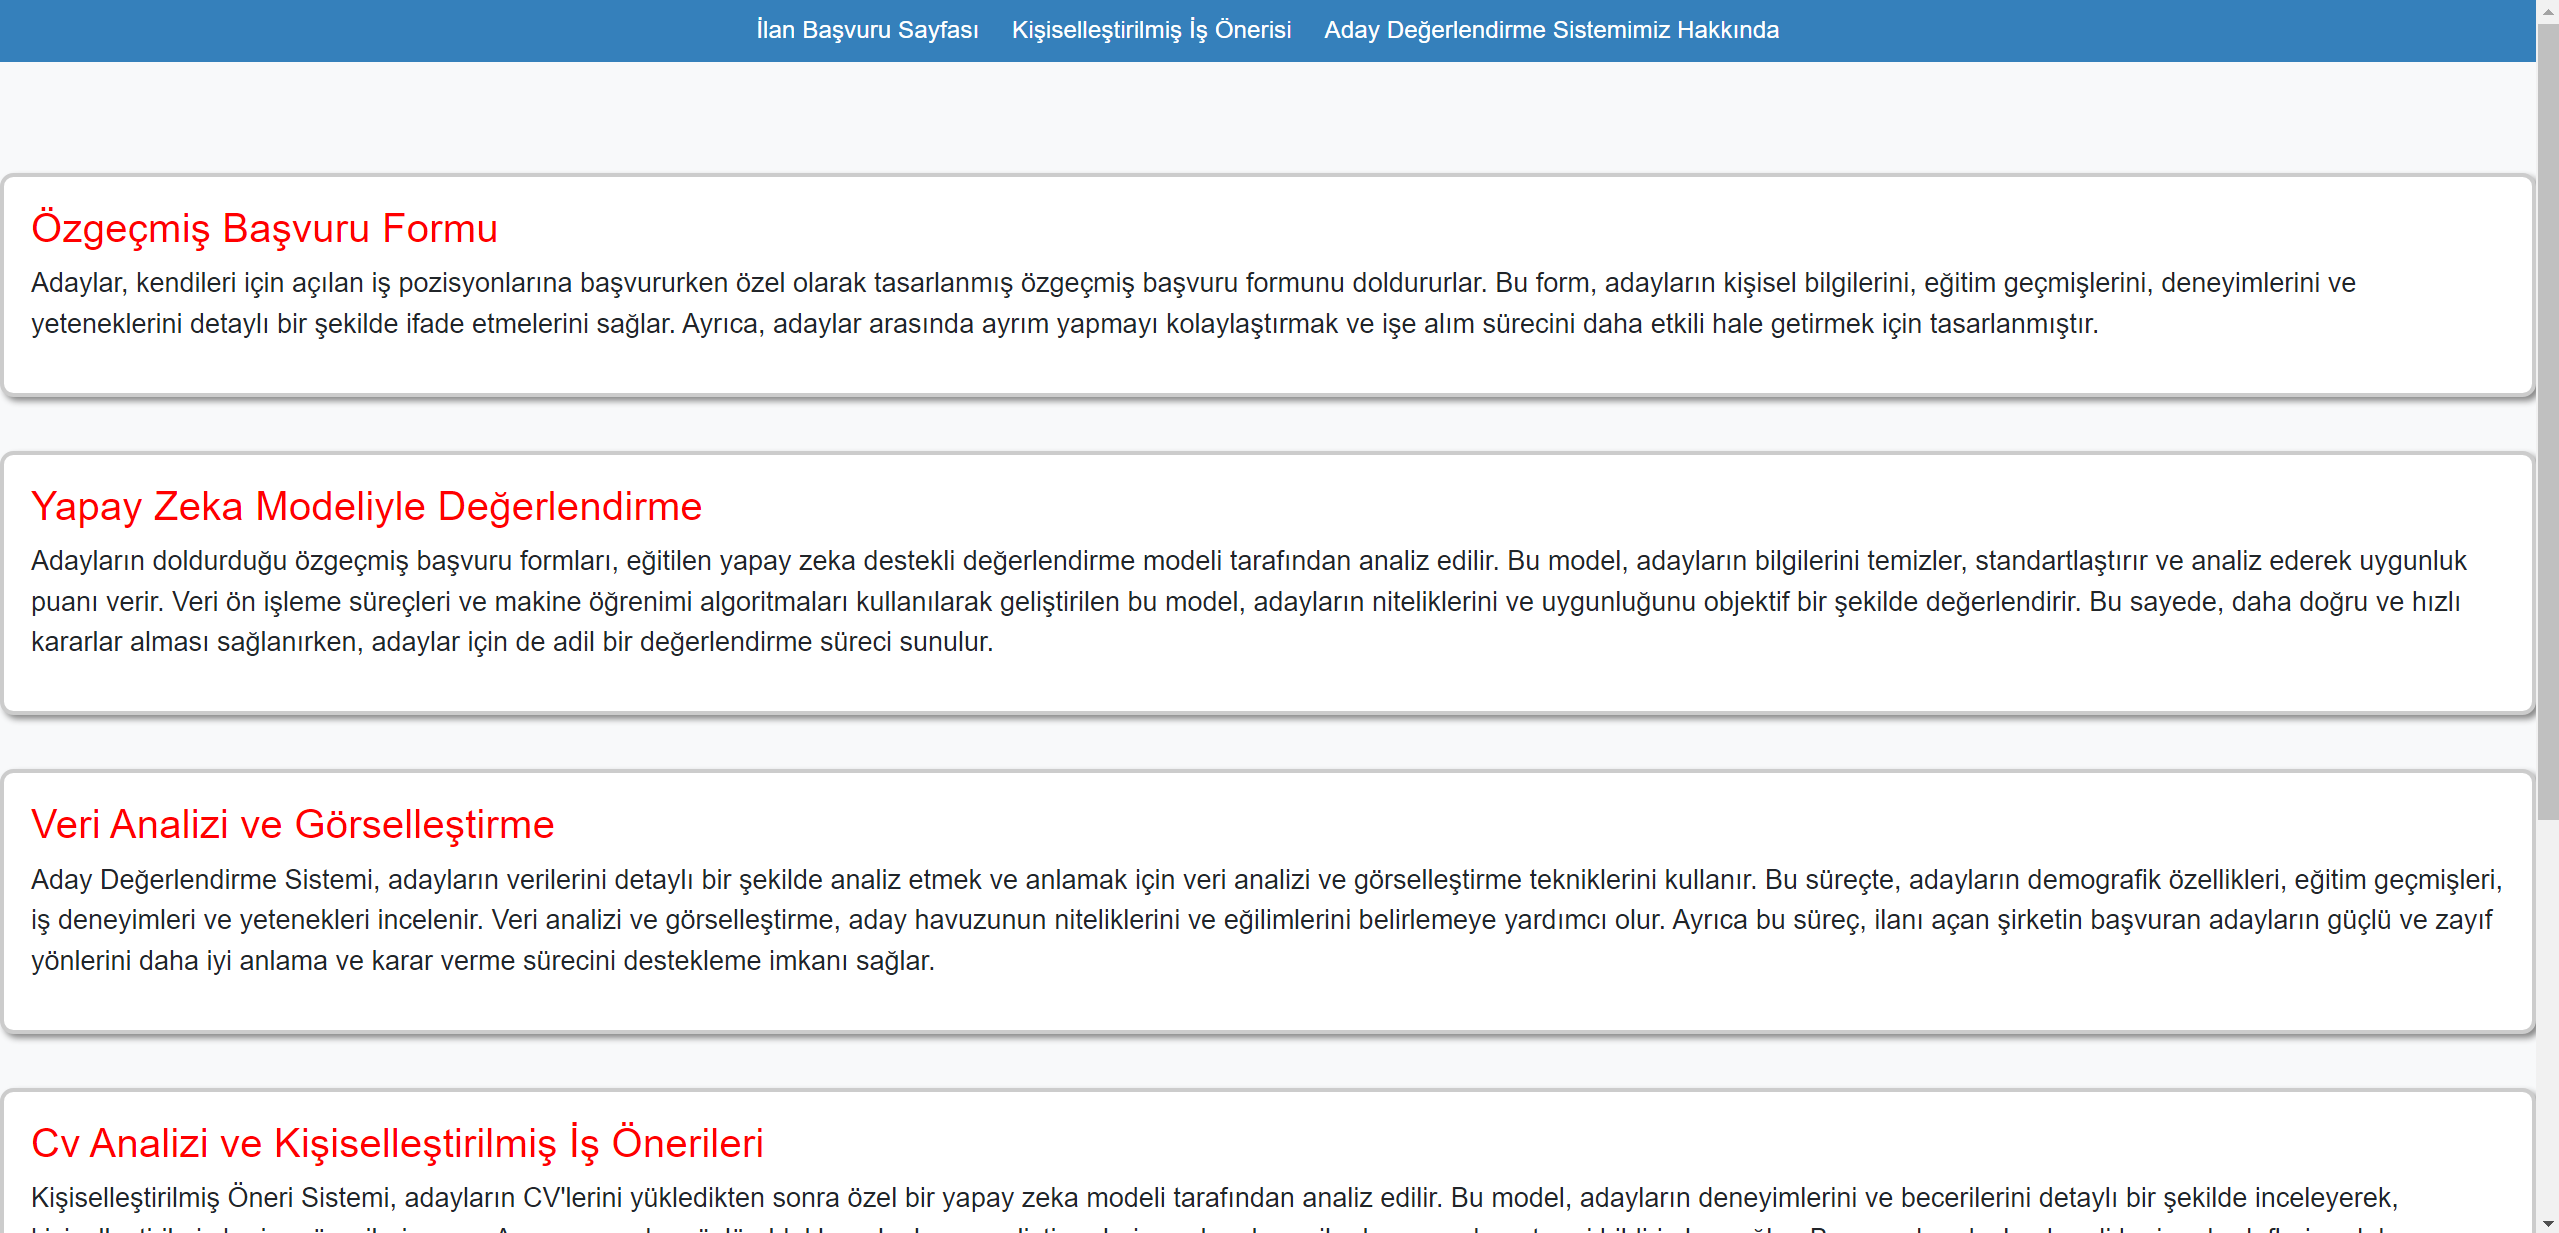 İlan Başvuru Sayfası Kişiselleştirilmiş İş Önerisi Aday Değerlendirme Sistemimiz Hakkında
Özgeçmiş Başvuru Formu
Adaylar, kendileri için açılan iş pozisyonlarına başvururken özel olarak tasarlanmış özgeçmiş başvuru formunu doldururlar. Bu form, adayların kişisel bilgilerini, eğitim geçmişlerini, deneyimlerini ve
yeteneklerini detaylı bir şekilde ifade etmelerini sağlar. Ayrıca, adaylar arasında ayrım yapmayı kolaylaştırmak ve işe alım sürecini daha etkili hale getirmek için tasarlanmıştır.
Yapay Zeka Modeliyle Değerlendirme
Adayların doldurduğu özgeçmiş başvuru formları, eğitilen yapay zeka destekli değerlendirme modeli tarafından analiz edilir. Bu model, adayların bilgilerini temizler, standartlaştırır ve analiz ederek uygunluk
puanı verir. Veri ön işleme süreçleri ve makine öğrenimi algoritmaları kullanılarak geliştirilen bu model, adayların niteliklerini ve uygunluğunu objektif bir şekilde değerlendirir. Bu sayede, daha doğru ve hızlı
kararlar alması sağlanırken, adaylar için de adil bir değerlendirme süreci sunulur.
Veri Analizi ve Görselleştirme
Aday Değerlendirme Sistemi, adayların verilerini detaylı bir şekilde analiz etmek ve anlamak için veri analizi ve görselleştirme tekniklerini kullanır. Bu süreçte, adayların demografik özellikleri, eğitim geçmişleri,
iş deneyimleri ve yetenekleri incelenir. Veri analizi ve görselleştirme, aday havuzunun niteliklerini ve eğilimlerini belirlemeye yardımcı olur. Ayrıca bu süreç, ilanı açan şirketin başvuran adayların güçlü ve zayıf
yönlerini daha iyi anlama ve karar verme sürecini destekleme imkanı sağlar.
Cv Analizi ve Kişiselleştirilmiş İş Önerileri
Kişiselleştirilmiş Öneri Sistemi, adayların CV'lerini yükledikten sonra özel bir yapay zeka modeli tarafından analiz edilir. Bu model, adayların deneyimlerini ve becerilerini detaylı bir şekilde inceleyerek,